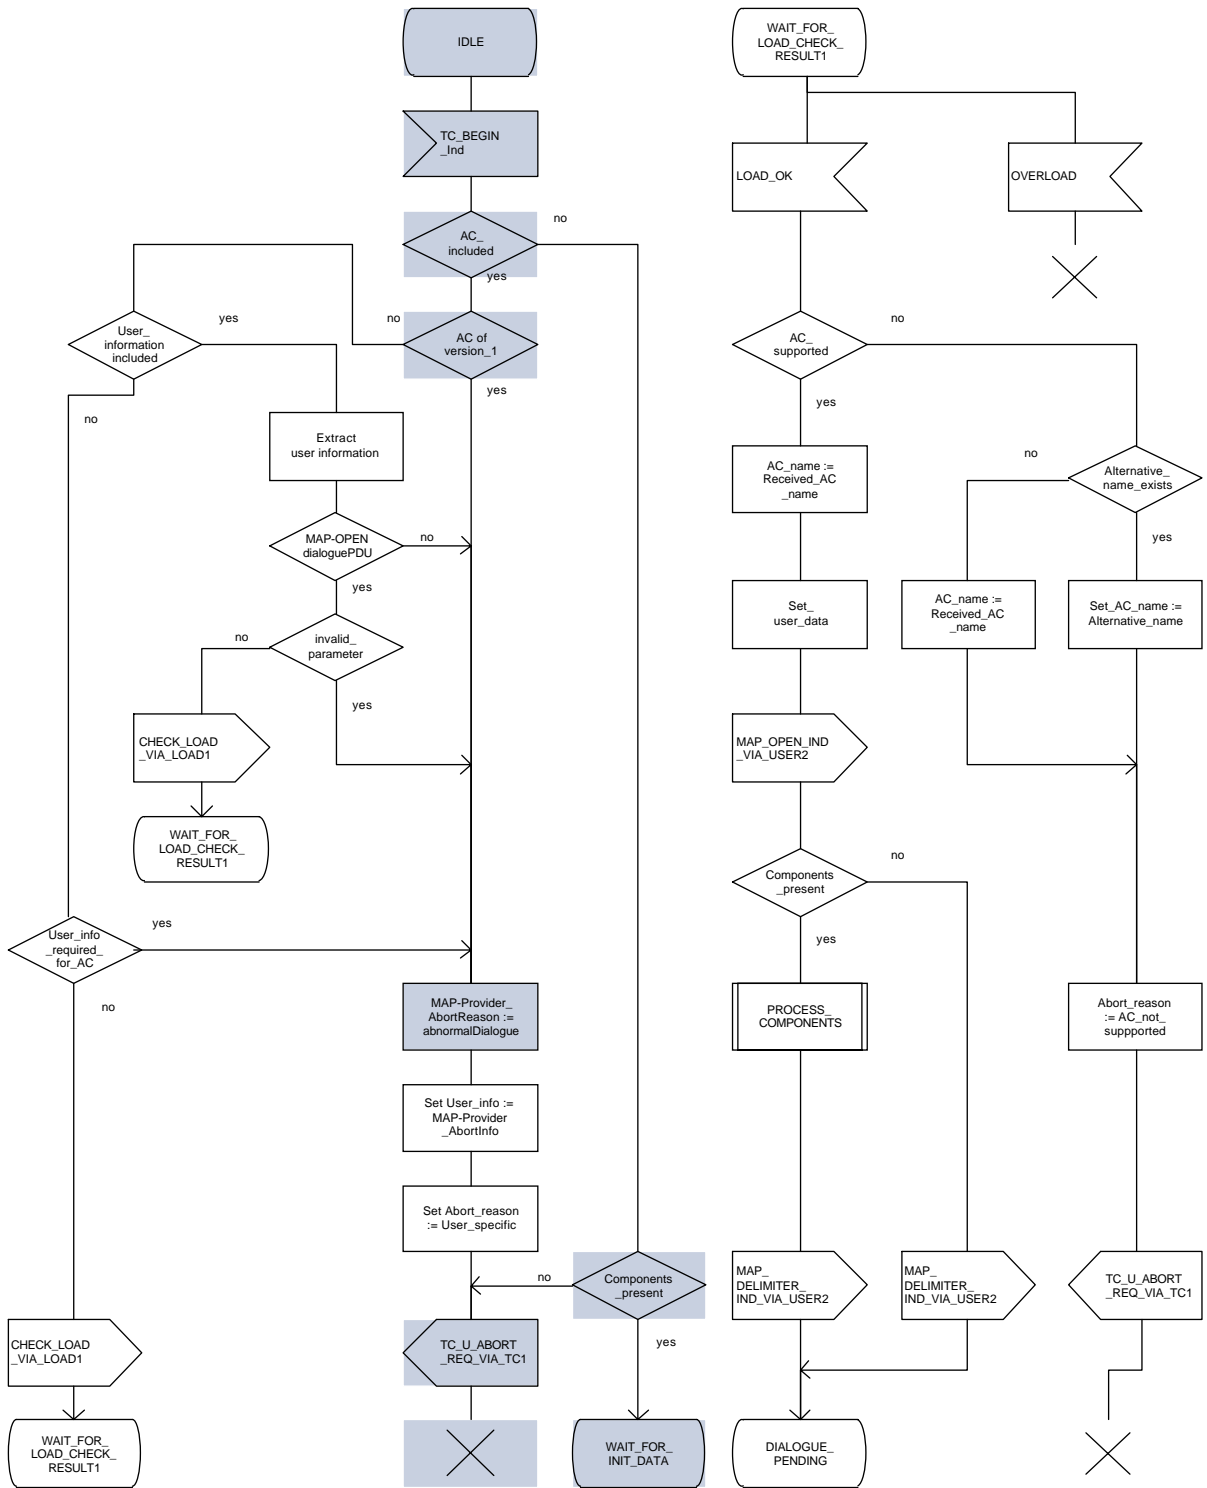 IDLE
TC_BEGIN
_Ind
AC_
included
no
yes
AC of
version_1
no
yes
User_
information
included
yes
no
Extract
user information
MAP-OPEN
dialoguePDU
no
yes
invalid_
parameter
no
yes
CHECK_LOAD
_VIA_LOAD1
WAIT_FOR_
LOAD_CHECK_
RESULT1
User_info
_required_
for_AC
yes
no
MAP-Provider_
AbortReason :=
abnormalDialogue
Set User_info :=
MAP-Provider
_AbortInfo
Set Abort_reason
:= User_specific
Components
_present
no
yes
CHECK_LOAD
_VIA_LOAD1
TC_U_ABORT
_REQ_VIA_TC1
WAIT_FOR_
LOAD_CHECK_
RESULT1
WAIT_FOR_
INIT_DATA
WAIT_FOR_
LOAD_CHECK_
RESULT1
LOAD_OK
OVERLOAD
AC_
supported
no
yes
AC_name :=
Received_AC
_name
Alternative_
name_exists
no
yes
Set_
user_data
AC_name :=
Received_AC
_name
Set_AC_name :=
Alternative_name
MAP_OPEN_IND
_VIA_USER2
Components
_present
no
yes
PROCESS_
COMPONENTS
Abort_reason
:= AC_not_
suppported
MAP_
DELIMITER_
IND_VIA_USER2
MAP_
DELIMITER_
IND_VIA_USER2
TC_U_ABORT
_REQ_VIA_TC1
DIALOGUE_
PENDING